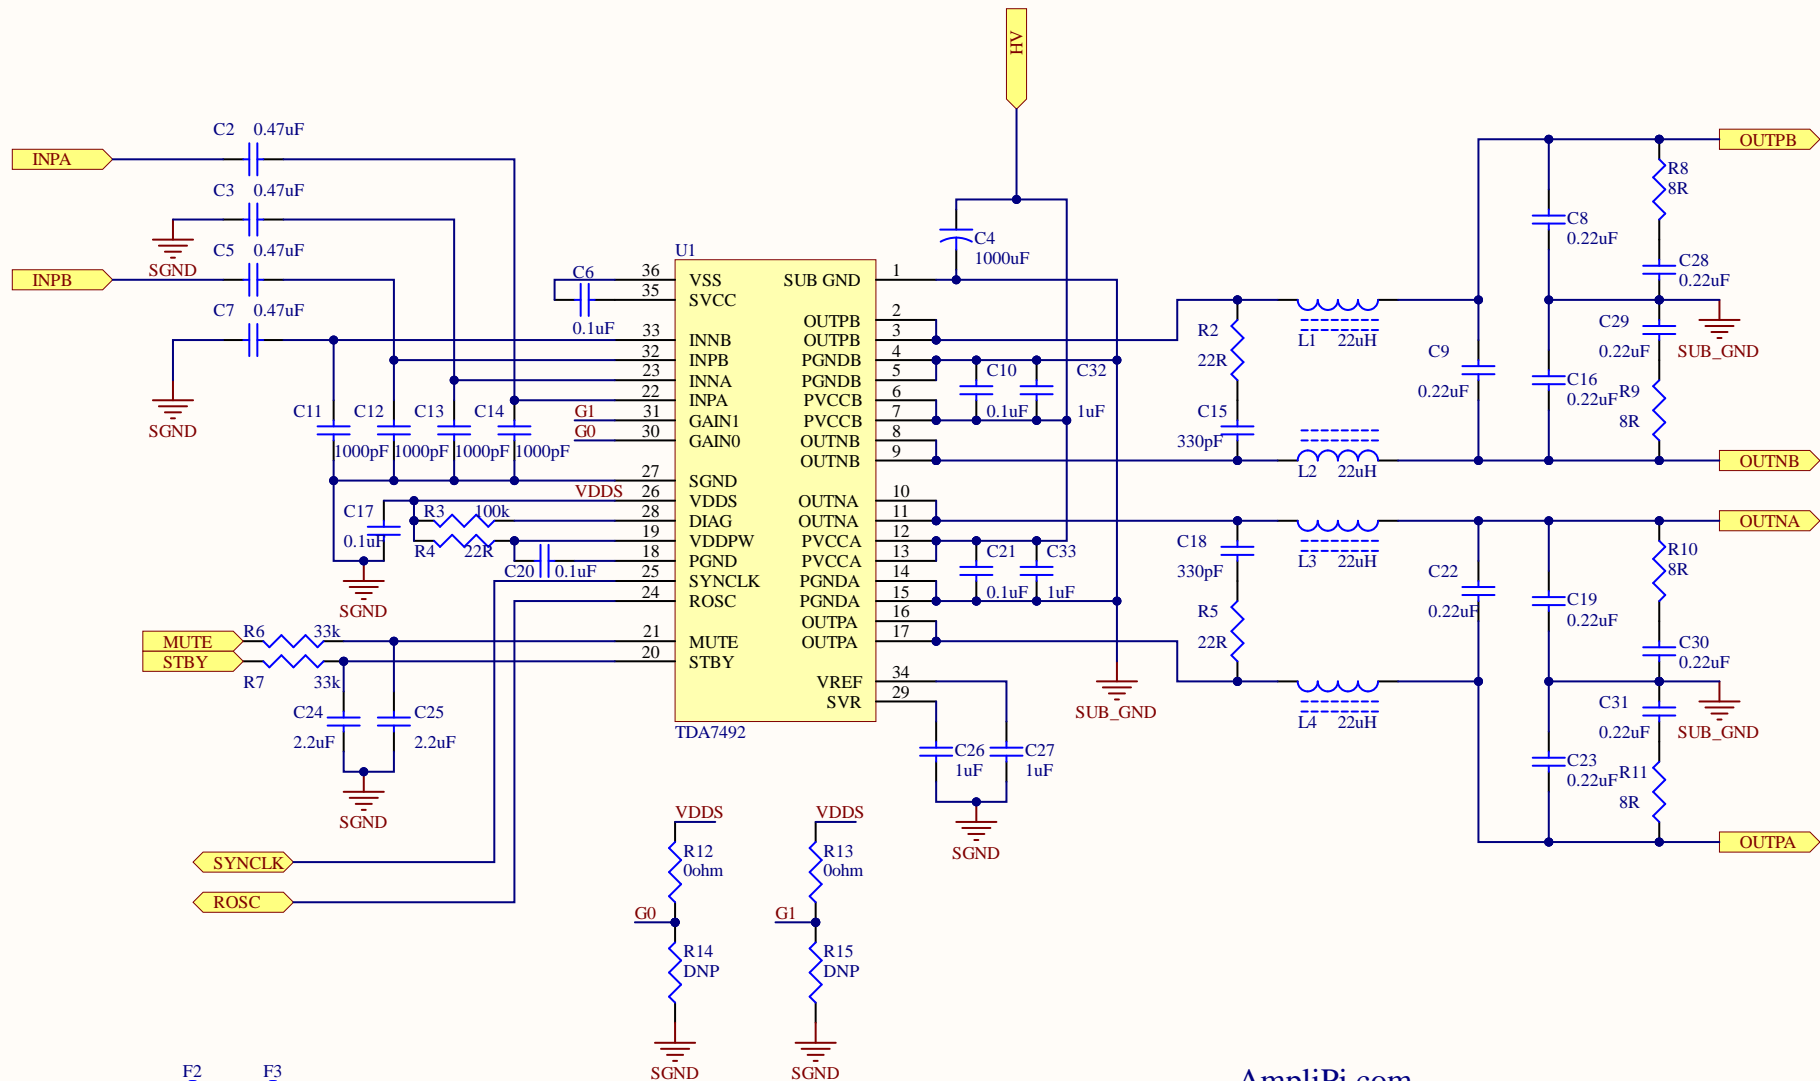 HV
C2 0.47uF
INPA
C3 0.47uF
SGND
C5 0.47uF
INPB
C7 0.47uF
SGND
C11 1000pF
C12 1000pF
C13 1000pF
C14 1000pF
C6 0.1uF
G1
G0
VDDS
C17 0.1uF
R3 100k
R4 22R
C20 0.1uF
SGND
MUTE R6 33k
STBY R7 33k
C24 2.2uF
C25 2.2uF
SGND
SYNCLK
ROSC
U1
36 VSS
35 SVCC
33 INNB
32 INPB
23 INNA
22 INPA
31 GAIN1
30 GAIN0
27 SGND
26 VDDS
28 DIAG
19 VDDPW
18 PGND
25 SYNCLK
24 ROSC
21 MUTE
20 STBY
SUB GND 1
OUTPB 2
OUTPB 3
PGNDB 4
PGNDB 5
PVCCB 6
PVCCB 7
OUTNB 8
OUTNB 9
OUTNA 10
OUTNA 11
PVCCA 12
PVCCA 13
PGNDA 14
PGNDA 15
OUTPA 16
OUTPA 17
VREF 34
SVR 29
TDA7492
C4 1000uF
C10 0.1uF
C32 1uF
C21 0.1uF
C33 1uF
SUB_GND
C26 1uF
C27 1uF
SGND
R2 22R
C15 330pF
L1 22uH
L2 22uH
C9 0.22uF
C8 0.22uF
C16 0.22uF
R8 8R
C28 0.22uF
C29 0.22uF
R9 8R
OUTPB
SUB_GND
OUTNB
C18 330pF
R5 22R
L3 22uH
L4 22uH
C22 0.22uF
C19 0.22uF
C23 0.22uF
R10 8R
C30 0.22uF
C31 0.22uF
R11 8R
OUTNA
SUB_GND
OUTPA
VDDS
R12 0ohm
G0
R14 DNP
SGND
VDDS
R13 0ohm
G1
R15 DNP
SGND
F2 F3
AmpliPi.com